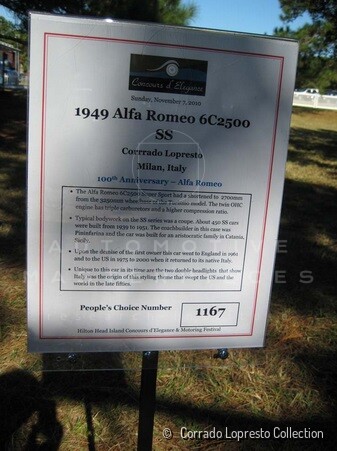 Concours d'Elegance
Sunday, November 7, 2010
1949 Alfa Romeo 6C2500
SS
Corrado Lopresto
Milan, Italy
100th Anniversary – Alfa Romeo
• The Alfa Romeo 6C2500 Super Sport had a shortened to 2700mm
from the 3250mm wheelbase of the Turismo model. The twin OHC
engine has triple carburetors and a higher compression ratio.
• Typical bodywork on the SS series was a coupe. About 450 SS cars
were built from 1939 to 1951. The coachbuilder in this case was
Pininfarina and the car was built for an aristocratic family in Catania,
Sicily.
• Upon the demise of the first owner this car went to England in 1961
and to the US in 1975 to 2000 when it returned to its native Italy.
• Unique to this car in its time are the two double headlights that show
Italy was the origin of this styling theme that swept the US and the
world in the late fifties.
People's Choice Number
1167
Hilton Head Island Concours d'Elegance & Motoring Festival
AUTOMOTIVE
© Corrado Lopresto Collection